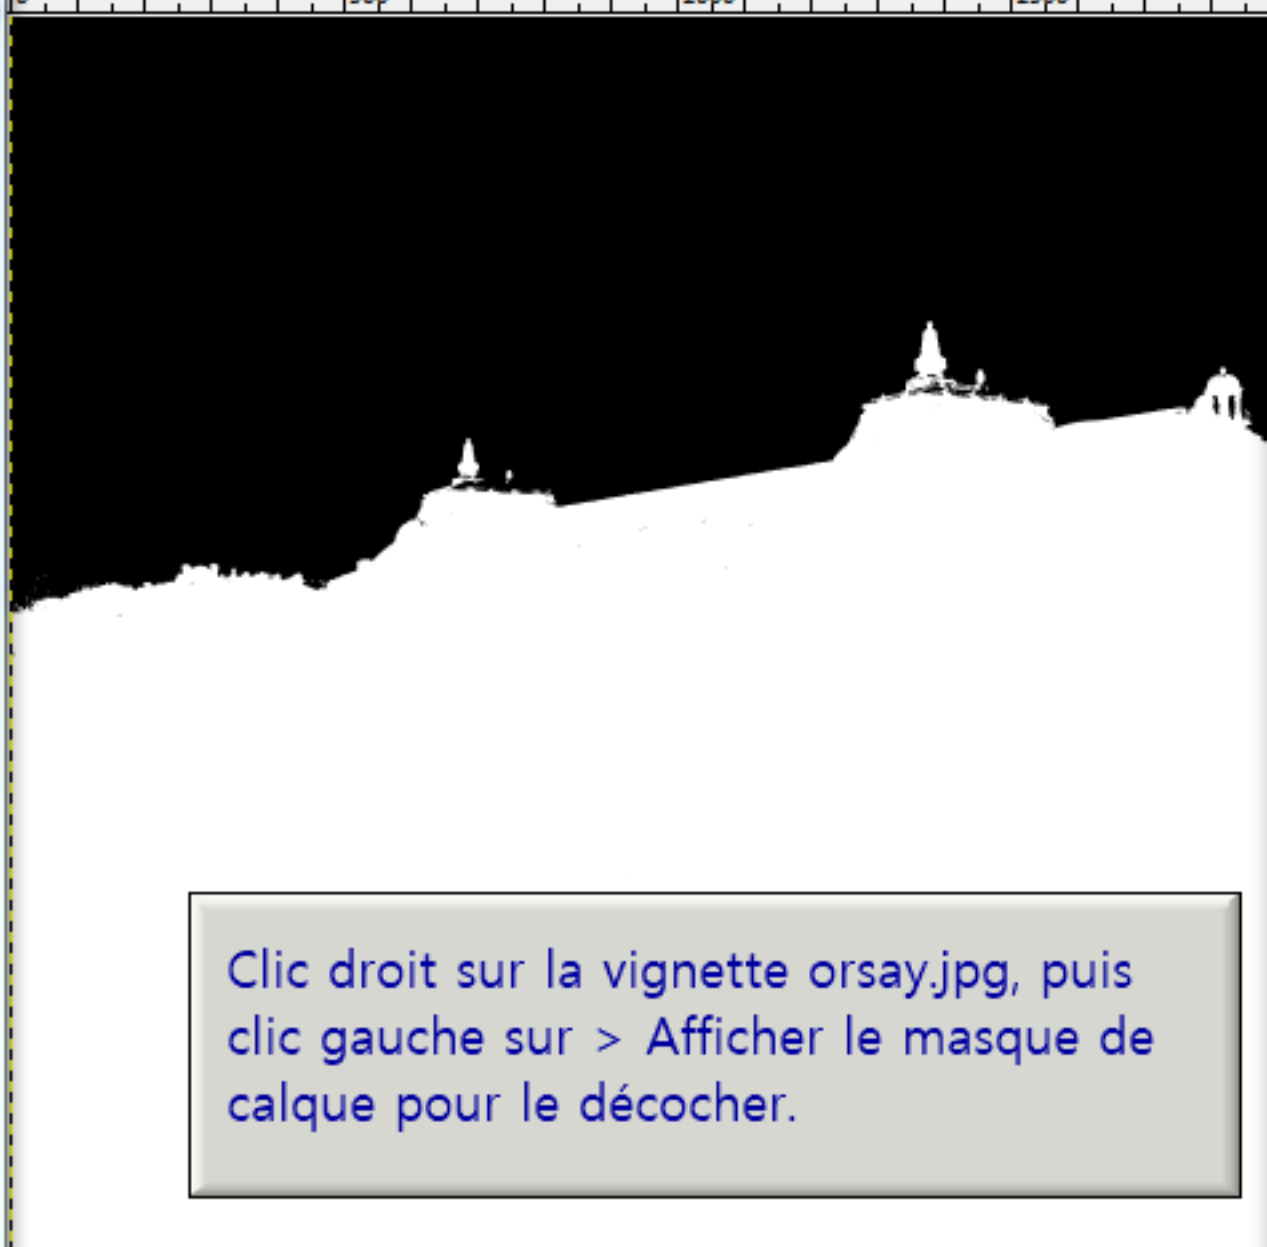 Clic droit sur la vignette orsay.jpg, puis
clic gauche sur > Afficher le masque de
calque pour le décocher.